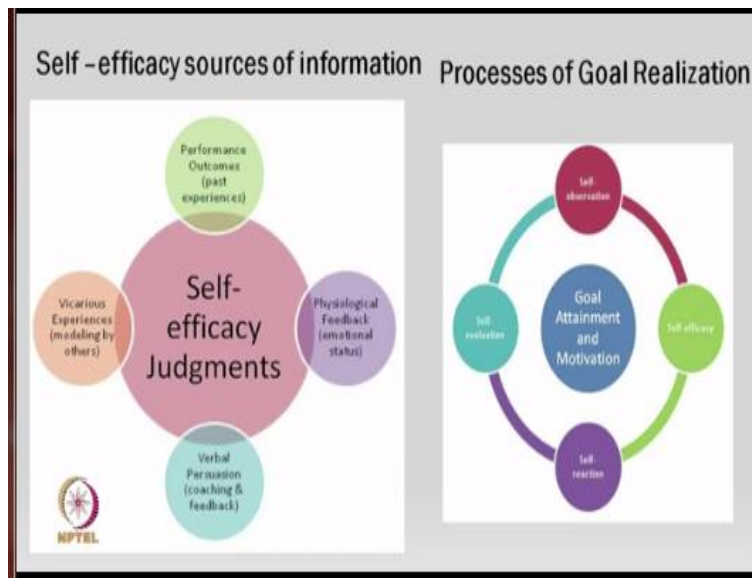 Self –efficacy sources of information
Processes of Goal Realization
Performance
Outcomes
(past
experiences)
Self-
efficacy
Judgments
Vicarious
Experiences
(modeling by
others)
Physiological
Feedback
(emotional
status)
Verbal
Persuasion
(coaching &
feedback)
NPTEL
Self-
observation
Goal
Attainment
and
Motivation
Self-
evaluation
Self efficacy
Self-
reaction